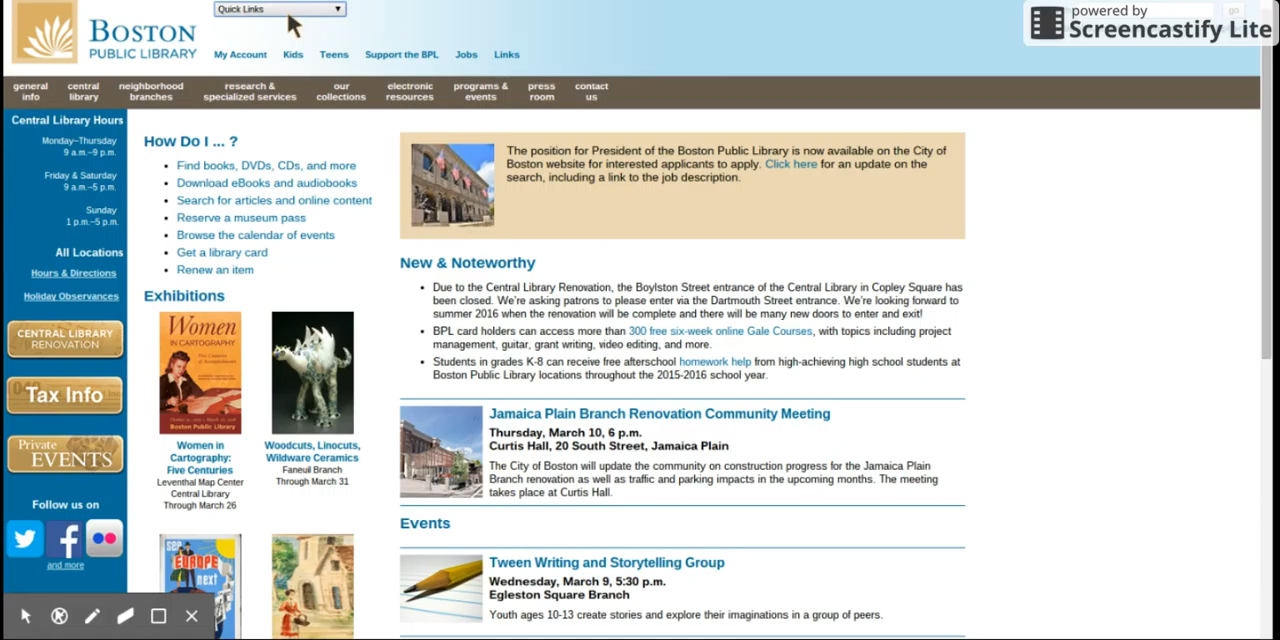 Quick Links
powered by
Screencastify Lite
go
BOSTON
PUBLIC LIBRARY
My Account Kids Teens Support the BPL Jobs Links
general info
central library
neighborhood branches
research & specialized services
our collections
electronic resources
programs & events
press room
contact us
Central Library Hours
Monday–Thursday
9 a.m.–9 p.m.
Friday & Saturday
9 a.m.–5 p.m.
Sunday
1 p.m.–5 p.m.
All Locations
Hours & Directions
Holiday Observances
CENTRAL LIBRARY
RENOVATION
Tax Info
Private
EVENTS
Follow us on
and more
How Do I ... ?
Find books, DVDs, CDs, and more
Download eBooks and audiobooks
Search for articles and online content
Reserve a museum pass
Browse the calendar of events
Get a library card
Renew an item
Exhibitions
Women
IN CARTOGRAPHY
Boston Public Library
Women in
Cartography:
Five Centuries
Leventhal Map Center
Central Library
Through March 26
Woodcuts, Linocuts,
Wildware Ceramics
Faneuil Branch
Through March 31
SEE
EUROPE
next
The position for President of the Boston Public Library is now available on the City of
Boston website for interested applicants to apply. Click here for an update on the
search, including a link to the job description.
New & Noteworthy
Due to the Central Library Renovation, the Boylston Street entrance of the Central Library in Copley Square has
been closed. We're asking patrons to please enter via the Dartmouth Street entrance. We're looking forward to
summer 2016 when the renovation will be complete and there will be many new doors to enter and exit!
BPL card holders can access more than 300 free six-week online Gale Courses, with topics including project
management, guitar, grant writing, video editing, and more.
Students in grades K-8 can receive free afterschool homework help from high-achieving high school students at
Boston Public Library locations throughout the 2015-2016 school year.
Jamaica Plain Branch Renovation Community Meeting
Thursday, March 10, 6 p.m.
Curtis Hall, 20 South Street, Jamaica Plain
The City of Boston will update the community on construction progress for the Jamaica Plain
Branch renovation as well as traffic and parking impacts in the upcoming months. The meeting
takes place at Curtis Hall.
Events
Tween Writing and Storytelling Group
Wednesday, March 9, 5:30 p.m.
Egleston Square Branch
Youth ages 10-13 create stories and explore their imaginations in a group of peers.